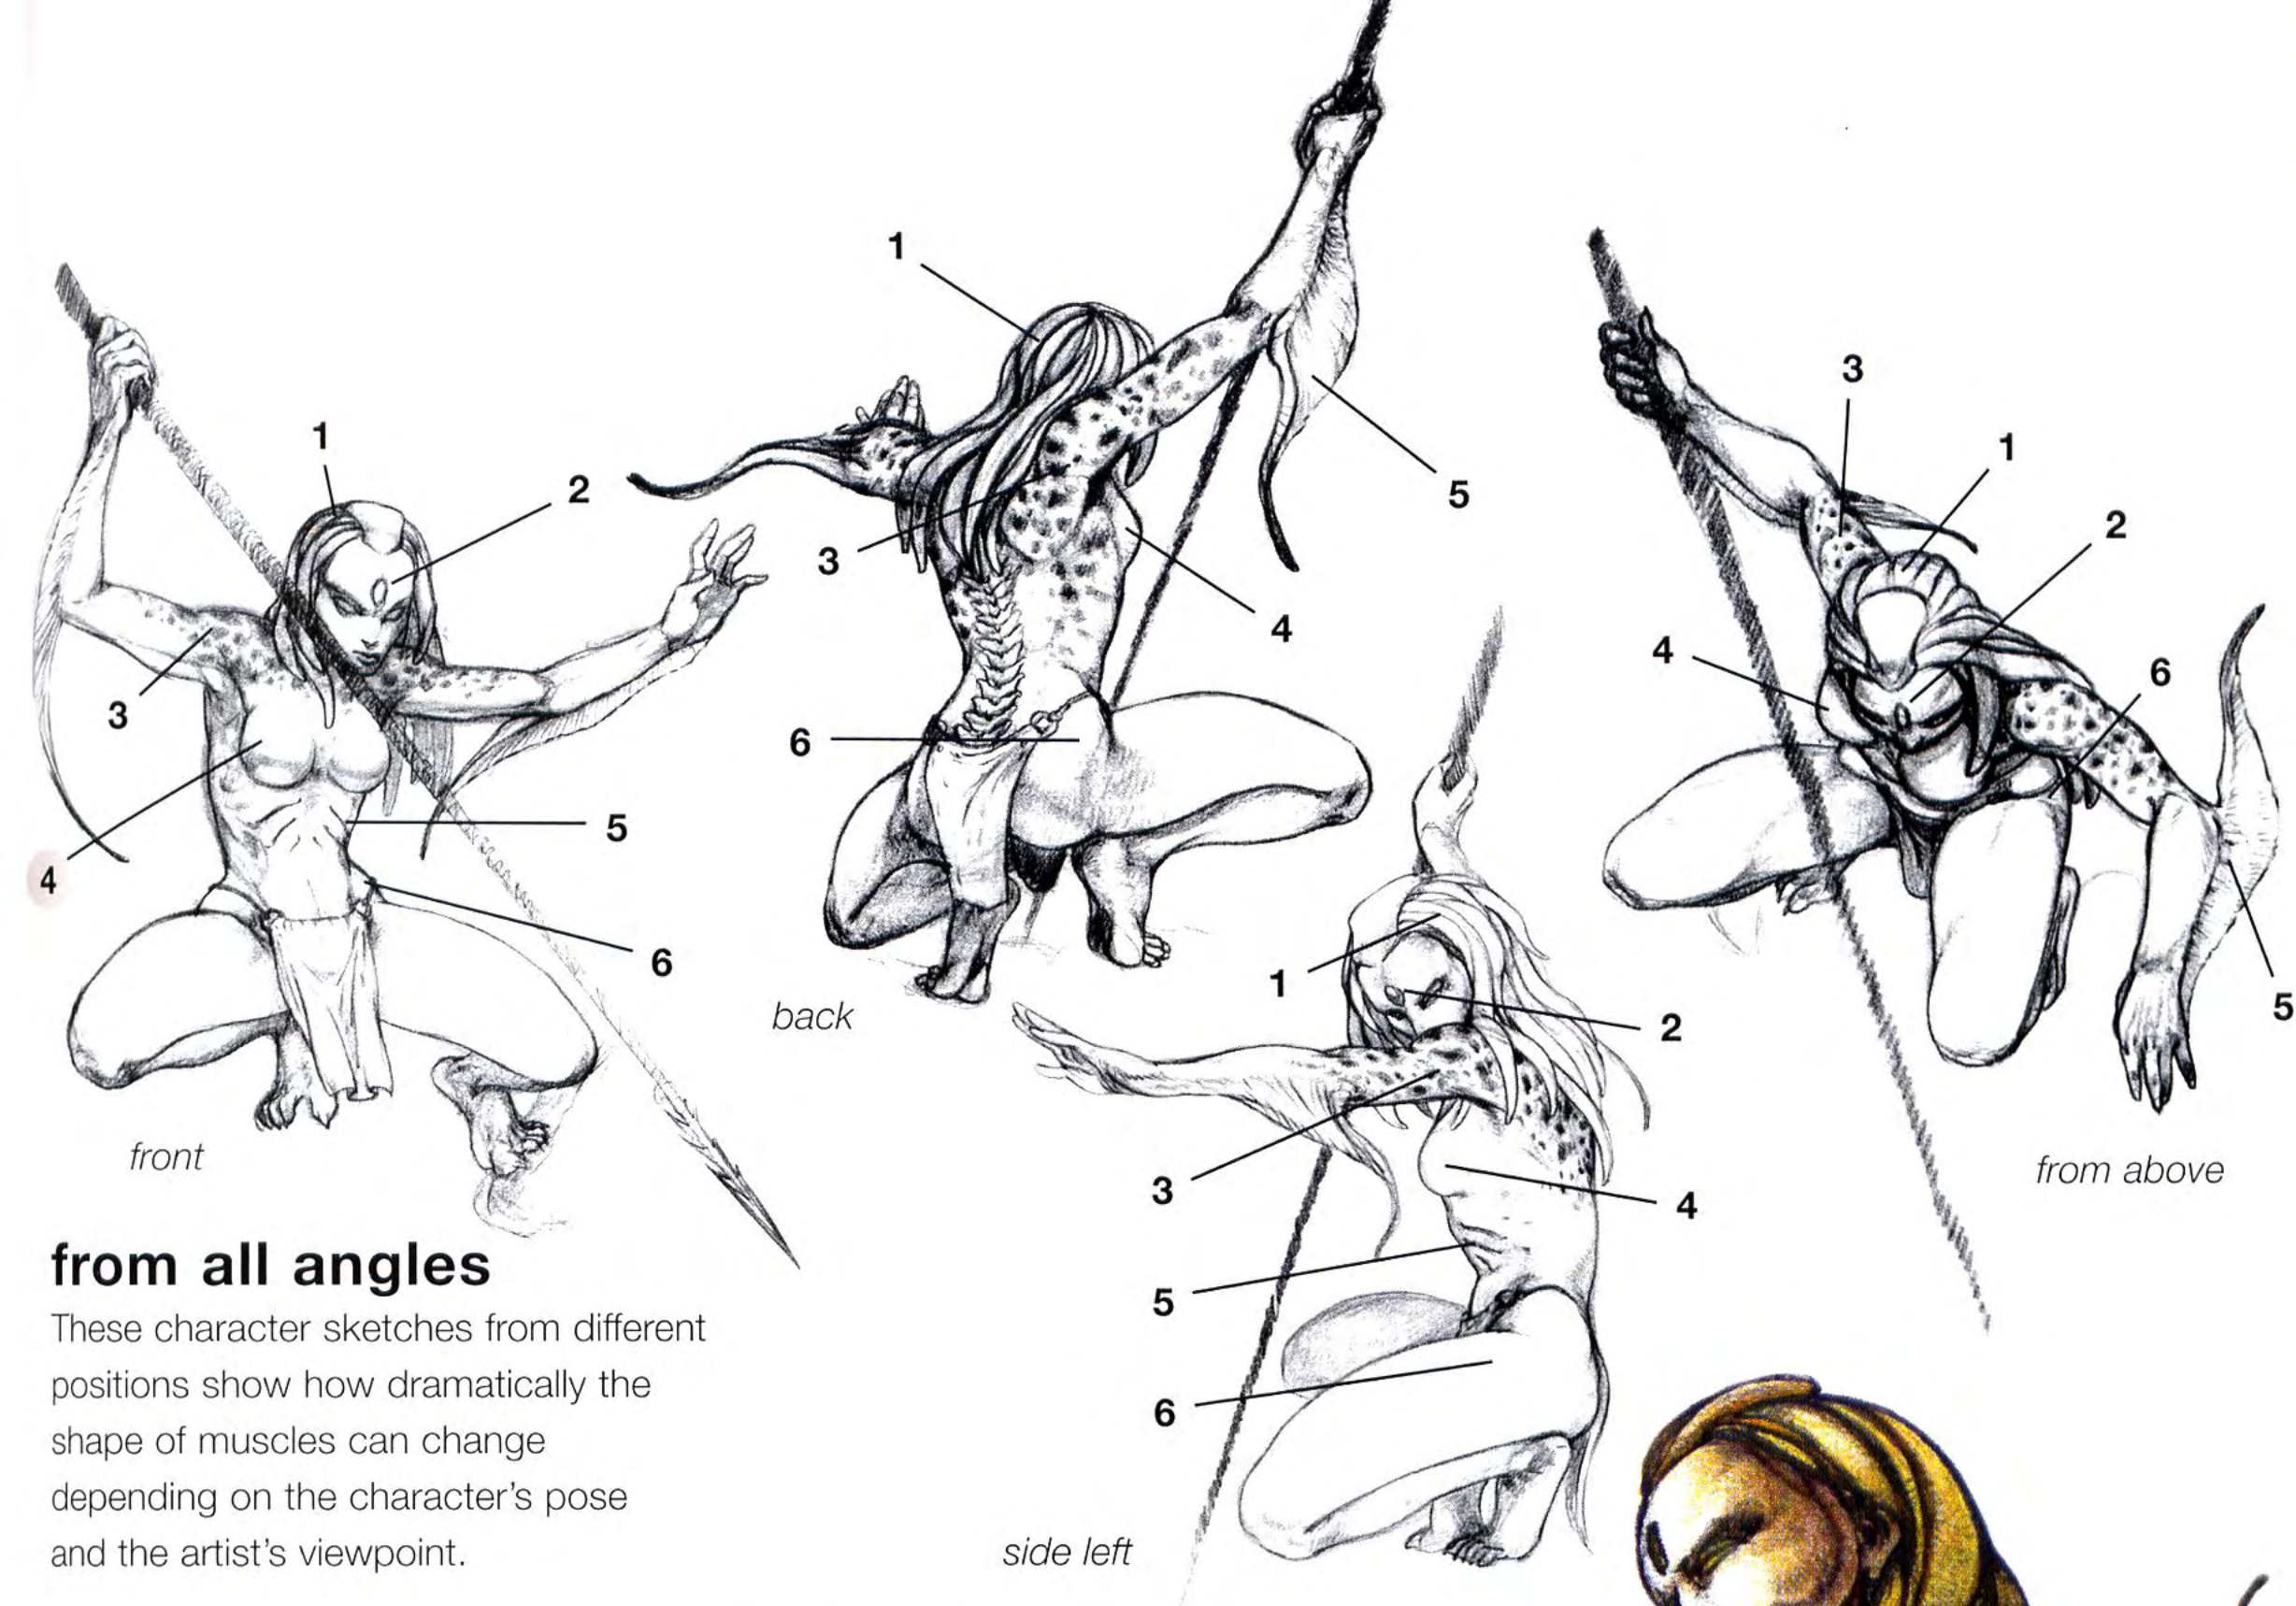 1
2
3
4
5
6
front
1
3
4
5
6
back
1
2
3
4
5
6
side left
3
1
2
4
6
5
from above
from all angles
These character sketches from different
positions show how dramatically the
shape of muscles can change
depending on the character's pose
and the artist's viewpoint.